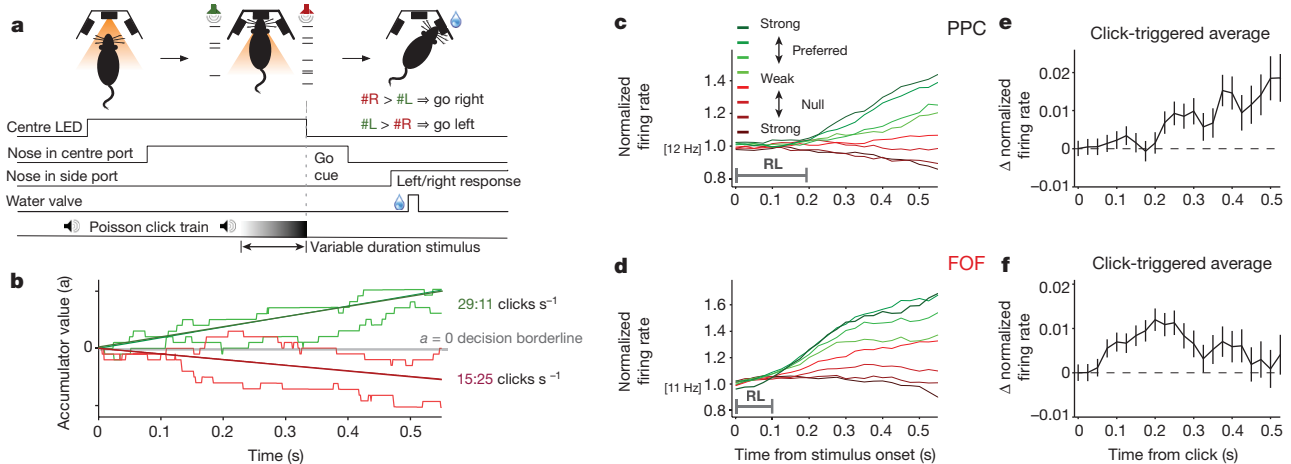 a
#R > #L ⇒ go right
#L > #R ⇒ go left
Centre LED
Nose in centre port
Go
cue
Nose in side port
Left/right response
Water valve
Poisson click train
Variable duration stimulus
b
Accumulator value (a)
0
29:11 clicks s⁻¹
a = 0 decision borderline
15:25 clicks s⁻¹
0 0.1 0.2 0.3 0.4 0.5
Time (s)
c
PPC
Strong
Preferred
Weak
Null
Strong
Normalized
firing rate
1.4
1.2
1.0
[12 Hz]
0.8
RL
0 0.1 0.2 0.3 0.4 0.5
d
FOF
Normalized
firing rate
1.6
1.4
1.2
1.0
[11 Hz]
0.8
RL
0 0.1 0.2 0.3 0.4 0.5
Time from stimulus onset (s)
e
Click-triggered average
Δ normalized
firing rate
0.02
0.01
0
−0.01
0 0.1 0.2 0.3 0.4 0.5
f
Click-triggered average
Δ normalized
firing rate
0.02
0.01
0
−0.01
0 0.1 0.2 0.3 0.4 0.5
Time from click (s)